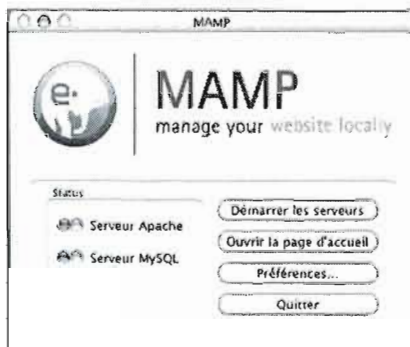 MAMP
e.
MAMP
manage your website locally
Status
Serveur Apache
Serveur MySQL
Démarrer les serveurs
Ouvrir la page d'accueil
Préférences...
Quitter